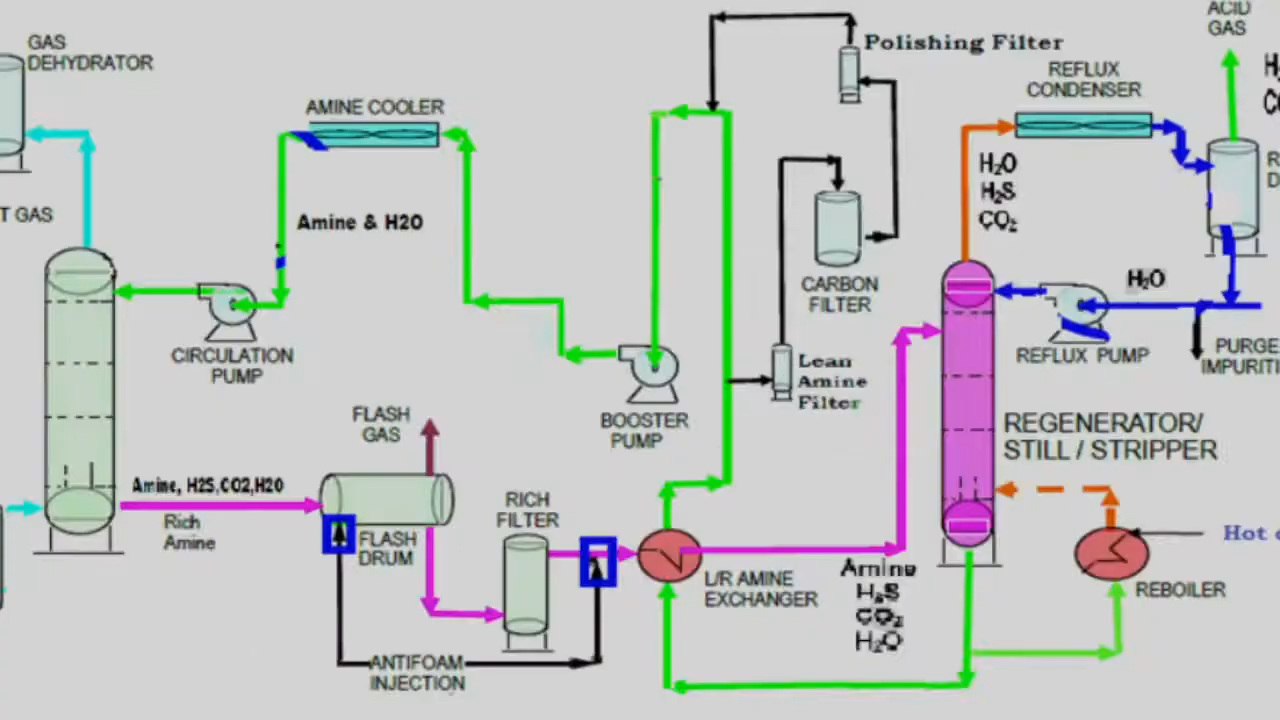 GAS
DEHYDRATOR
AMINE COOLER
Polishing Filter
REFLUX
CONDENSER
ACID
GAS
H₂O
H₂S
CO₂
T GAS
Amine & H2O
CARBON
FILTER
H₂O
CIRCULATION
PUMP
BOOSTER
PUMP
Lean
Amine
Filter
REFLUX PUMP
PURGE
IMPURITI
FLASH
GAS
REGENERATOR/
STILL / STRIPPER
Amine, H2S,CO2,H2O
Rich
Amine
RICH
FILTER
FLASH
DRUM
L/R AMINE
EXCHANGER
Amine
H₂S
CO₂
H₂O
Hot
REBOILER
ANTIFOAM
INJECTION